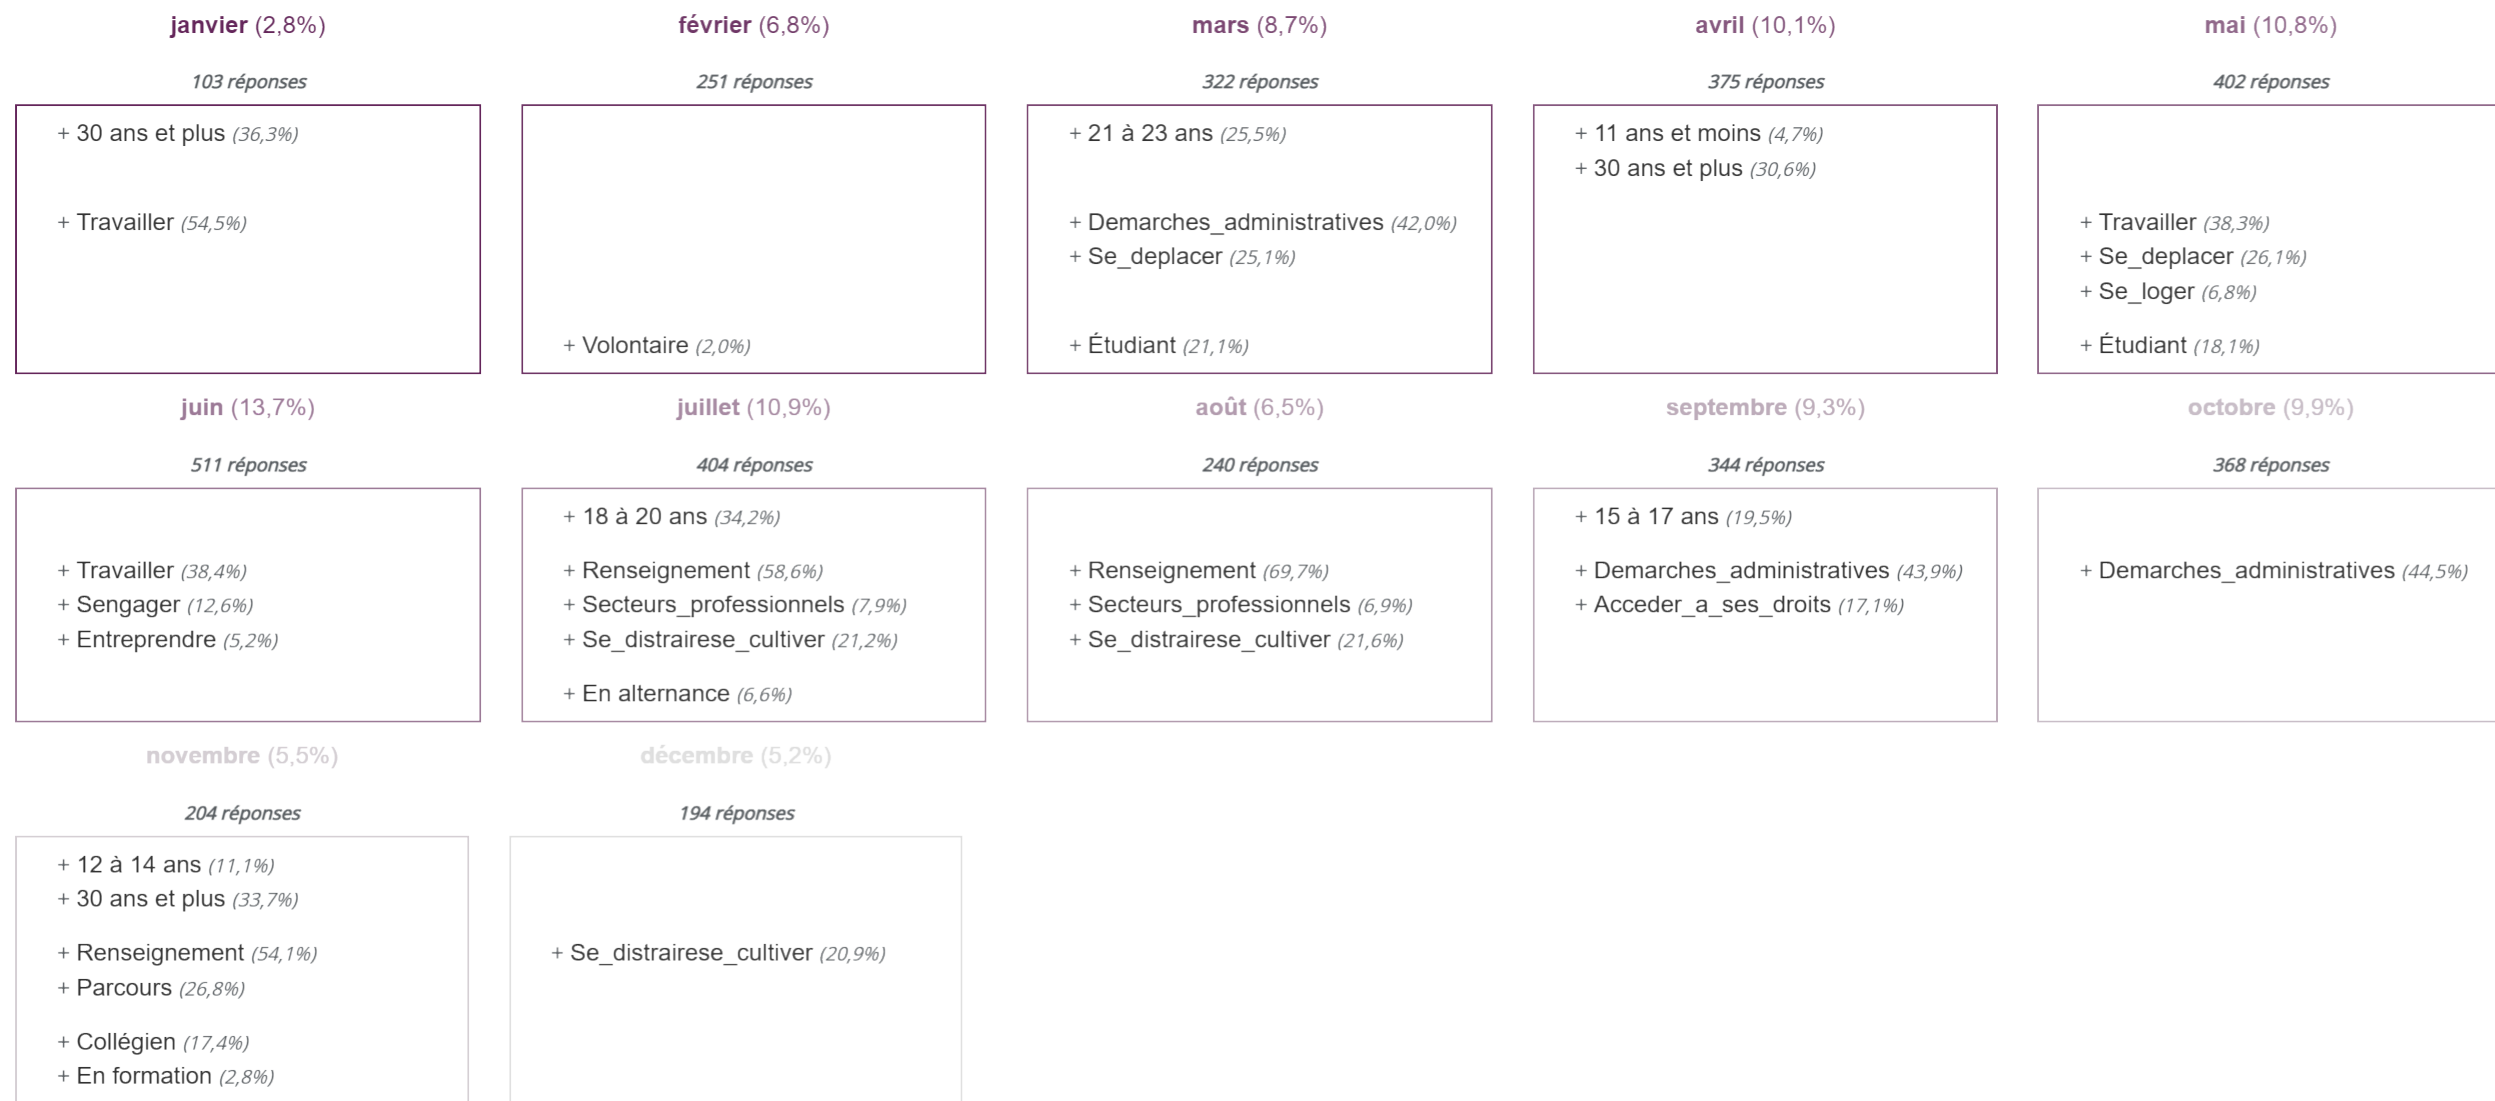 janvier (2,8%)
103 réponses
+ 30 ans et plus (36,3%)
+ Travailler (54,5%)
février (6,8%)
251 réponses
+ Volontaire (2,0%)
mars (8,7%)
322 réponses
+ 21 à 23 ans (25,5%)
+ Demarches_administratives (42,0%)
+ Se_deplacer (25,1%)
+ Étudiant (21,1%)
avril (10,1%)
375 réponses
+ 11 ans et moins (4,7%)
+ 30 ans et plus (30,6%)
mai (10,8%)
402 réponses
+ Travailler (38,3%)
+ Se_deplacer (26,1%)
+ Se_loger (6,8%)
+ Étudiant (18,1%)
juin (13,7%)
511 réponses
+ Travailler (38,4%)
+ Sengager (12,6%)
+ Entreprendre (5,2%)
juillet (10,9%)
404 réponses
+ 18 à 20 ans (34,2%)
+ Renseignement (58,6%)
+ Secteurs_professionnels (7,9%)
+ Se_distrairese_cultiver (21,2%)
+ En alternance (6,6%)
août (6,5%)
240 réponses
+ Renseignement (69,7%)
+ Secteurs_professionnels (6,9%)
+ Se_distrairese_cultiver (21,6%)
septembre (9,3%)
344 réponses
+ 15 à 17 ans (19,5%)
+ Demarches_administratives (43,9%)
+ Acceder_a_ses_droits (17,1%)
octobre (9,9%)
368 réponses
+ Demarches_administratives (44,5%)
novembre (5,5%)
204 réponses
+ 12 à 14 ans (11,1%)
+ 30 ans et plus (33,7%)
+ Renseignement (54,1%)
+ Parcours (26,8%)
+ Collégien (17,4%)
+ En formation (2,8%)
décembre (5,2%)
194 réponses
+ Se_distrairese_cultiver (20,9%)